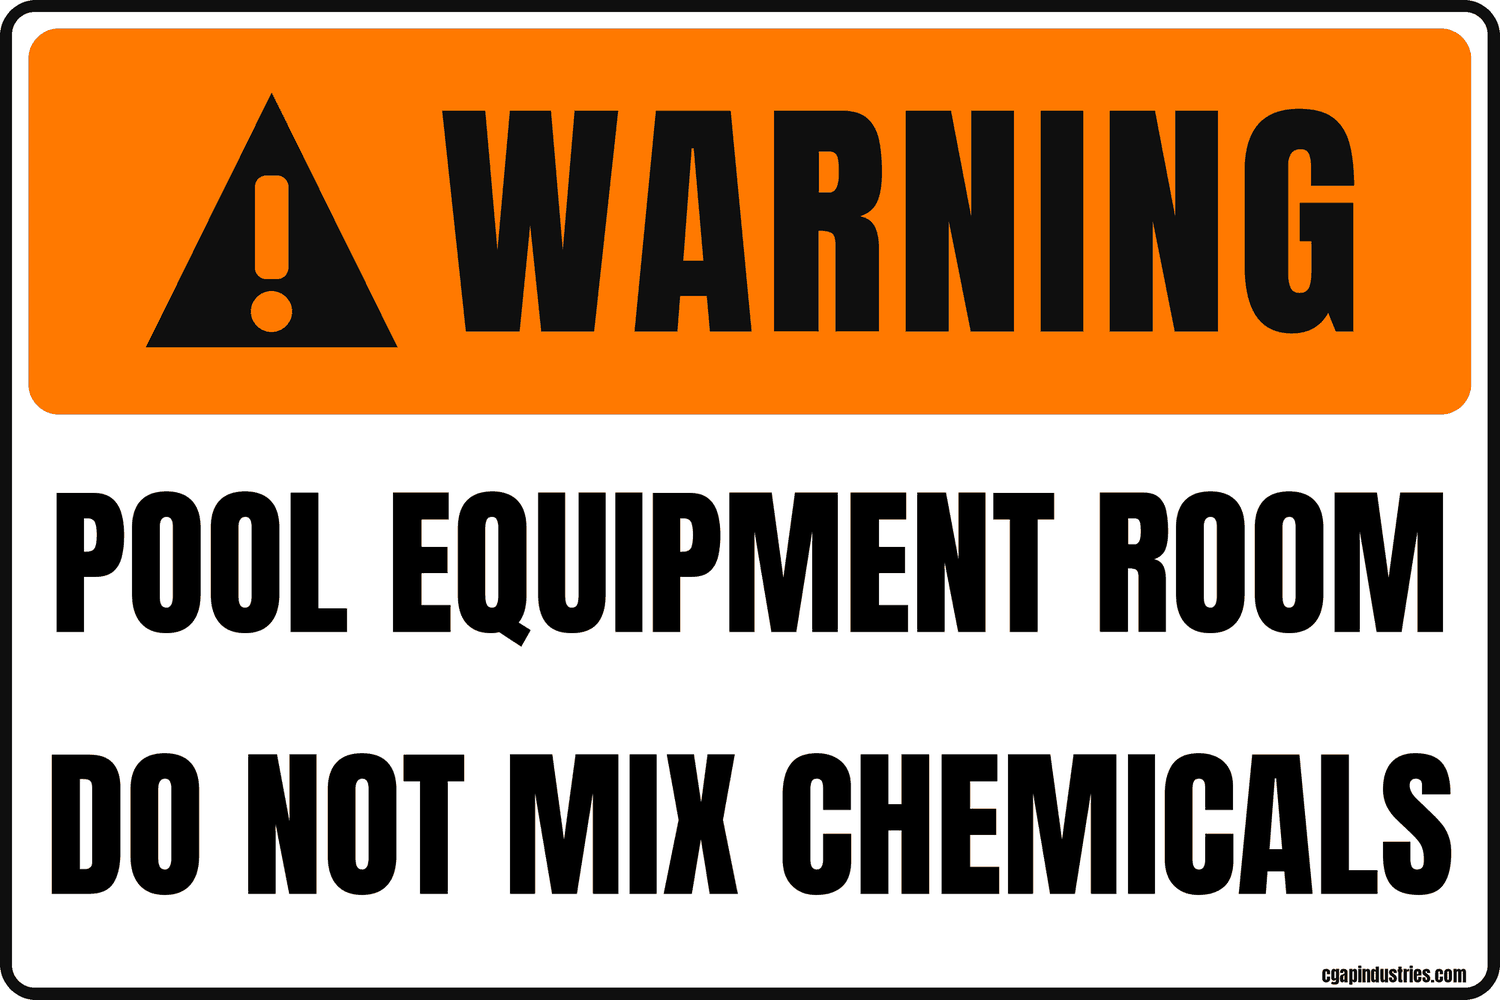 WARNING
POOL EQUIPMENT ROOM
DO NOT MIX CHEMICALS
cgapindustries.com